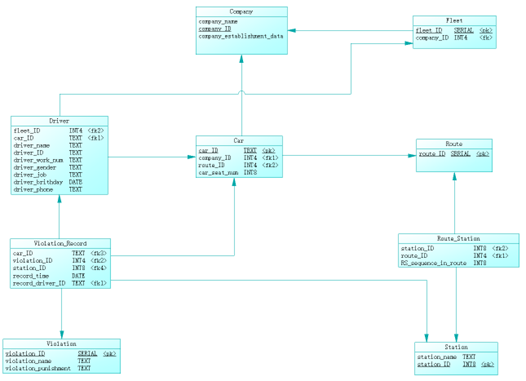 Company
company_name
company_ID
company_establishment_data
Fleet
fleet_ID SERIAL <pk>
company_ID INT4 <fk>
Driver
fleet_ID INT4 <fk2>
car_ID TEXT <fk1>
driver_name TEXT
driver_ID TEXT
driver_work_num TEXT
driver_gender TEXT
driver_job TEXT
driver_brithday DATE
driver_phone TEXT
Car
car_ID TEXT <pk>
company_ID INT4 <fk1>
route_ID INT4 <fk2>
car_seat_num INT8
Route
route_ID SERIAL <pk>
Violation_Record
car_ID TEXT <fk3>
violation_ID INT4 <fk2>
station_ID INT8 <fk4>
record_time DATE
record_driver_ID TEXT <fk1>
Route_Station
station_ID INT8 <fk2>
route_ID INT4 <fk1>
RS_sequence_in_route INT8
Violation
violation_ID SERIAL <pk>
violation_name TEXT
violation_punishment TEXT
Station
station_name TEXT
station_ID INT8 <pk>